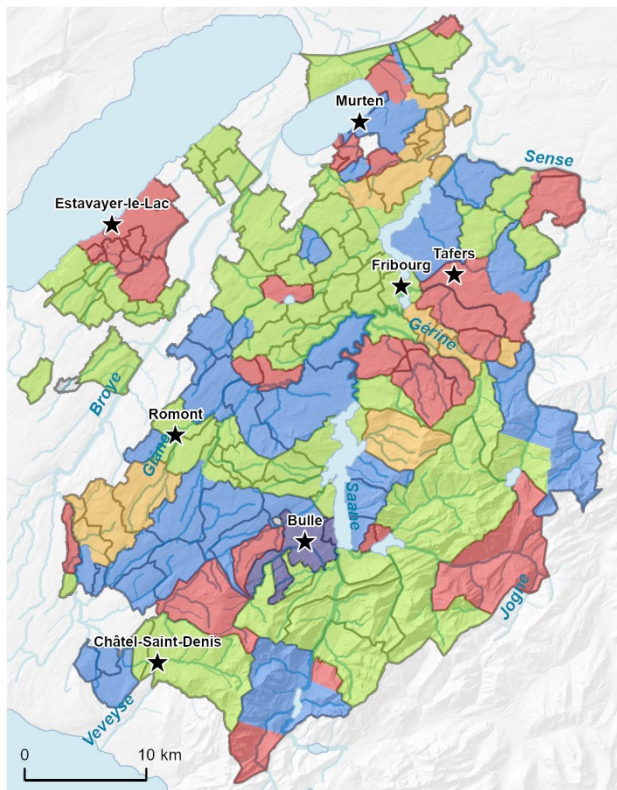 Murten
Sense
Estavayer-le-Lac
Tafers
Fribourg
Gérine
Broye
Romont
Glâne
Saane
Bulle
Jogne
Châtel-Saint-Denis
Veveyse
0 10 km